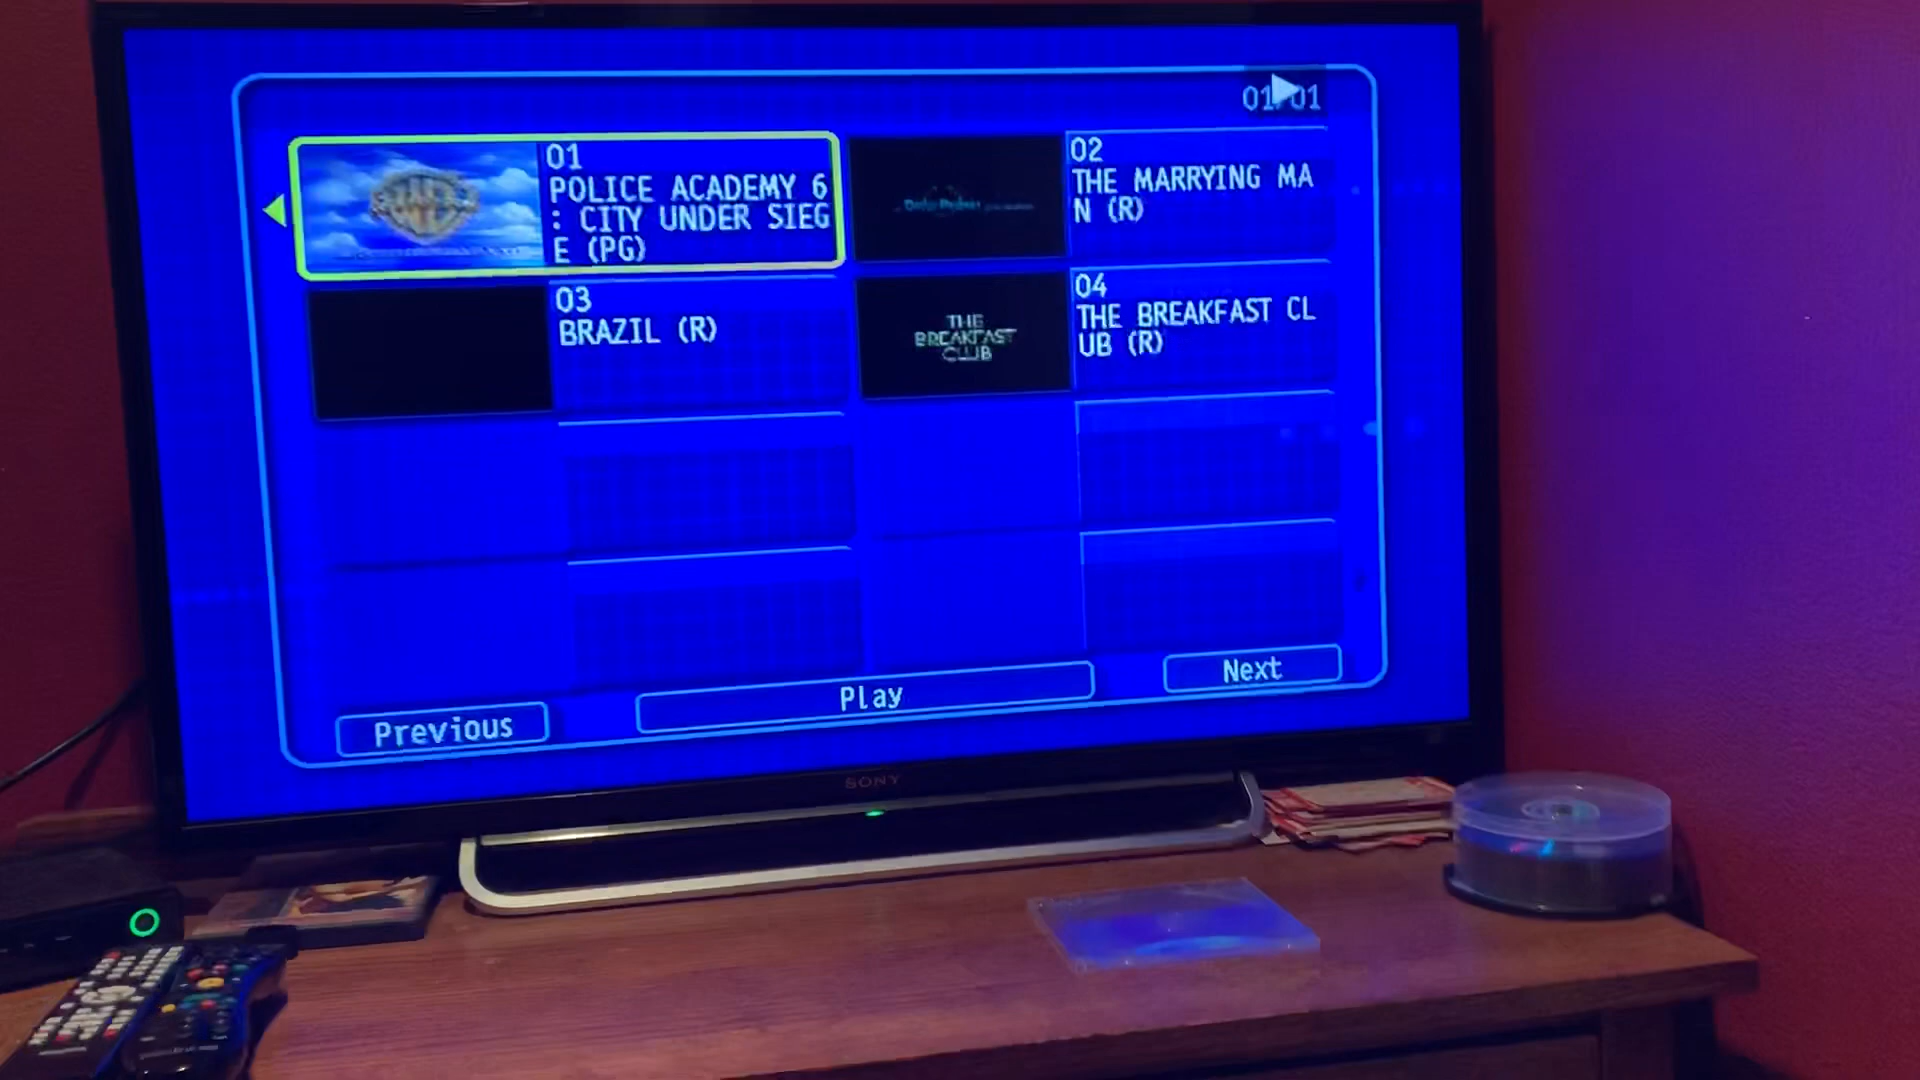 01/01
01
POLICE ACADEMY 6
: CITY UNDER SIEG
E (PG)
02
THE MARRYING MA
N (R)
03
BRAZIL (R)
THE
BREAKFAST
CLUB
04
THE BREAKFAST CL
UB (R)
Previous
Play
Next
SONY